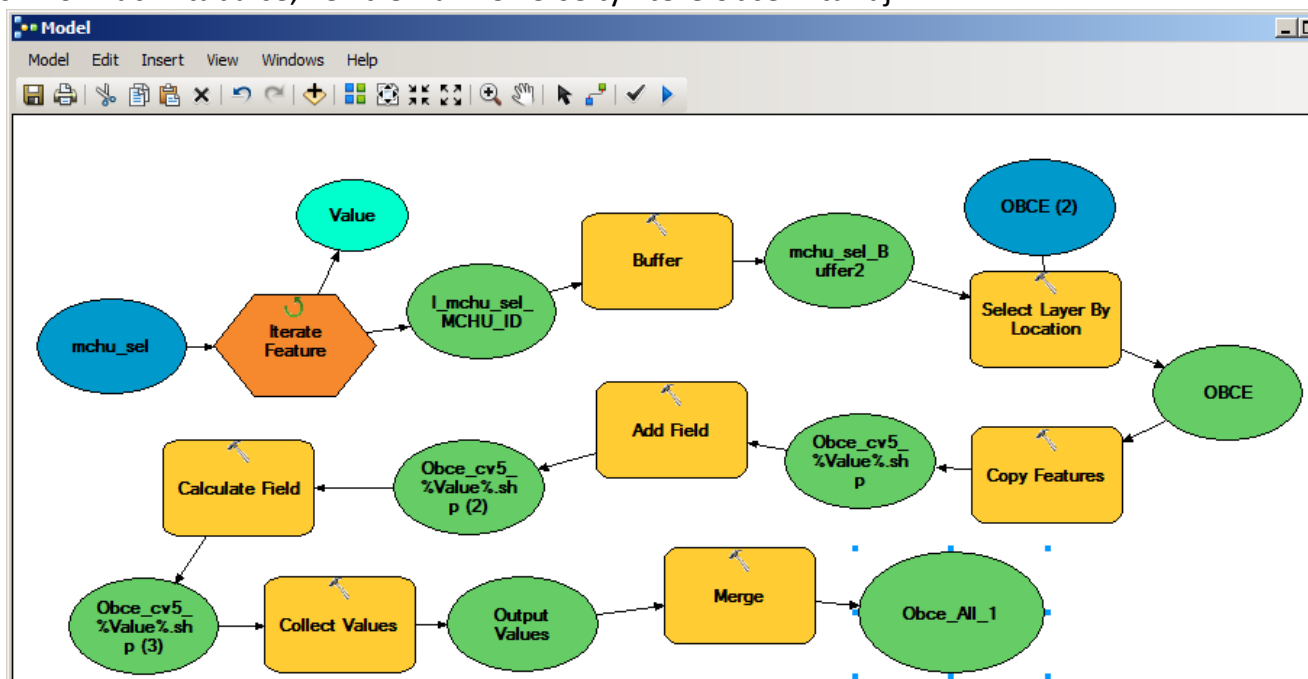 Model
Model Edit Insert View Windows Help
Value
OBCE (2)
Buffer
mchu_sel_B
uffer2
I_mchu_sel_
MCHU_ID
Select Layer By
Location
Iterate
Feature
mchu_sel
OBCE
Add Field
Obce_cv5_
%Value%.sh
p
Copy Features
Obce_cv5_
%Value%.sh
p (2)
Calculate Field
Obce_cv5_
%Value%.sh
p (3)
Collect Values
Output
Values
Merge
Obce_All_1